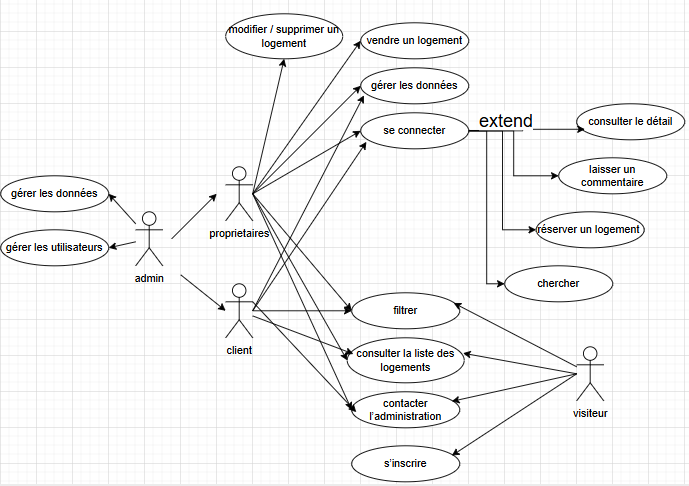 modifier / supprimer un
logement
vendre un logement
gérer les données
se connecter
extend
consulter le détail
laisser un
commentaire
réserver un logement
chercher
gérer les données
gérer les utilisateurs
admin
proprietaires
client
filtrer
consulter la liste des
logements
contacter
l'administration
s'inscrire
visiteur